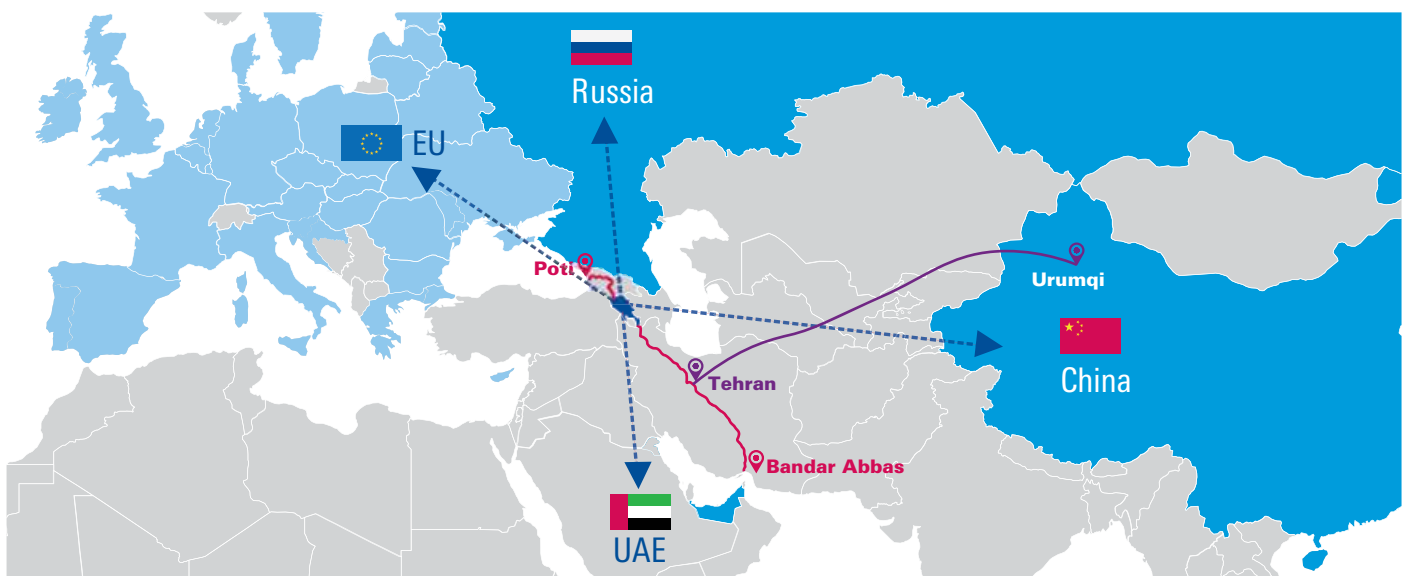 Russia
EU
Poti
Urumqi
Tehran
China
Bandar Abbas
UAE